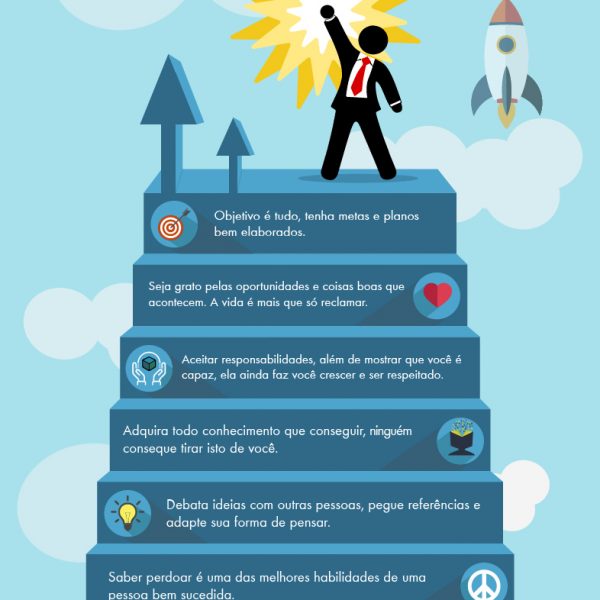 Objetivo é tudo, tenha metas e planos
bem elaborados.
Seja grato pelas oportunidades e coisas boas que
acontecem. A vida é mais que só reclamar.
Aceitar responsabilidades, além de mostrar que você é
capaz, ela ainda faz você crescer e ser respeitado.
Adquira todo conhecimento que conseguir, ninguém
conseque tirar isto de você.
Debata ideias com outras pessoas, pegue referências e
adapte sua forma de pensar.
Saber perdoar é uma das melhores habilidades de uma
pessoa bem sucedida.